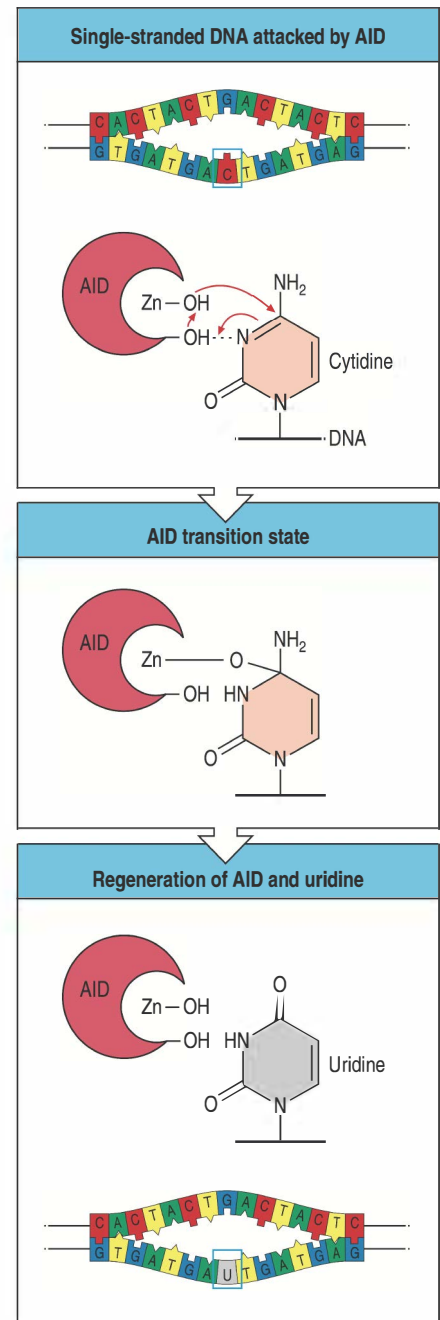 Single-stranded DNA attacked by AID
C A C T A C T G A C T A C T C
G T G A T G A C T G A T G A G
NH2
AID
Zn–OH
OH N
Cytidine
O N
DNA
AID transition state
NH2
AID
Zn O
OH HN
O N
Regeneration of AID and uridine
O
AID
Zn–OH
OH HN
Uridine
O N
C A C T A C T G A C T A C T C
G T G A T G A U T G A T G A G